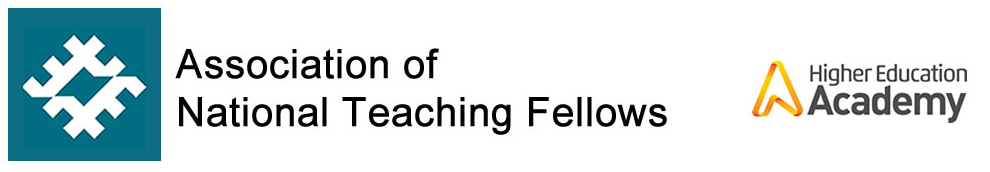 Association of
National Teaching Fellows
Higher Education
Academy